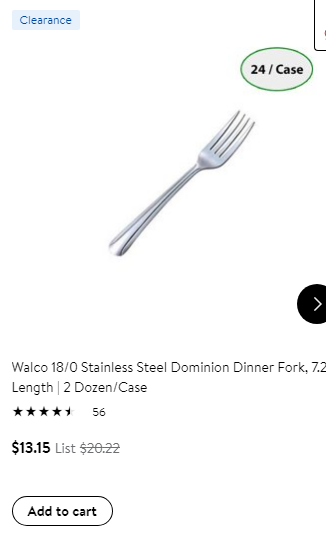 Clearance
24 / Case
Walco 18/0 Stainless Steel Dominion Dinner Fork, 7.2
Length | 2 Dozen/Case
56
$13.15 List $20.22
Add to cart